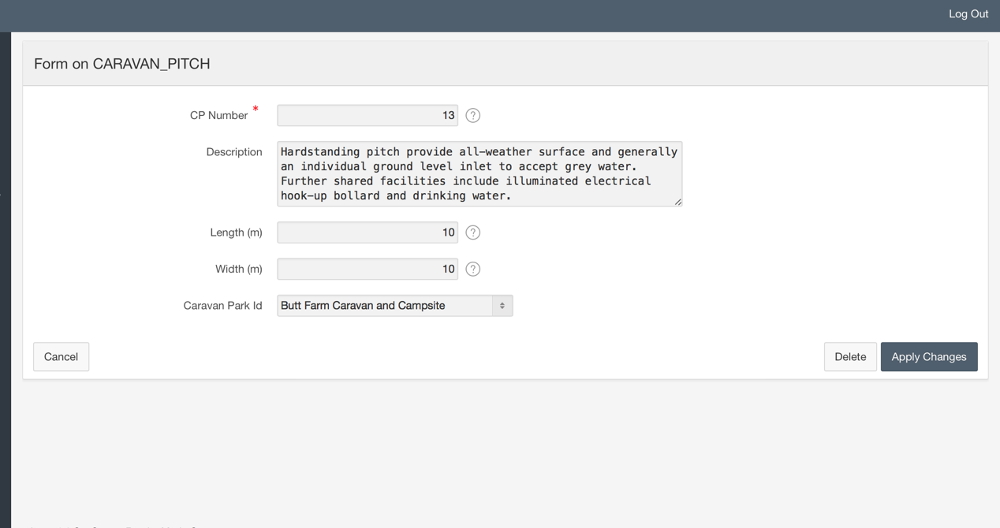 Log Out
Form on CARAVAN_PITCH
CP Number *
13
?
Description
Hardstanding pitch provide all-weather surface and generally
an individual ground level inlet to accept grey water.
Further shared facilities include illuminated electrical
hook-up bollard and drinking water.
Length (m)
10
?
Width (m)
10
?
Caravan Park Id
Butt Farm Caravan and Campsite
Cancel
Delete
Apply Changes